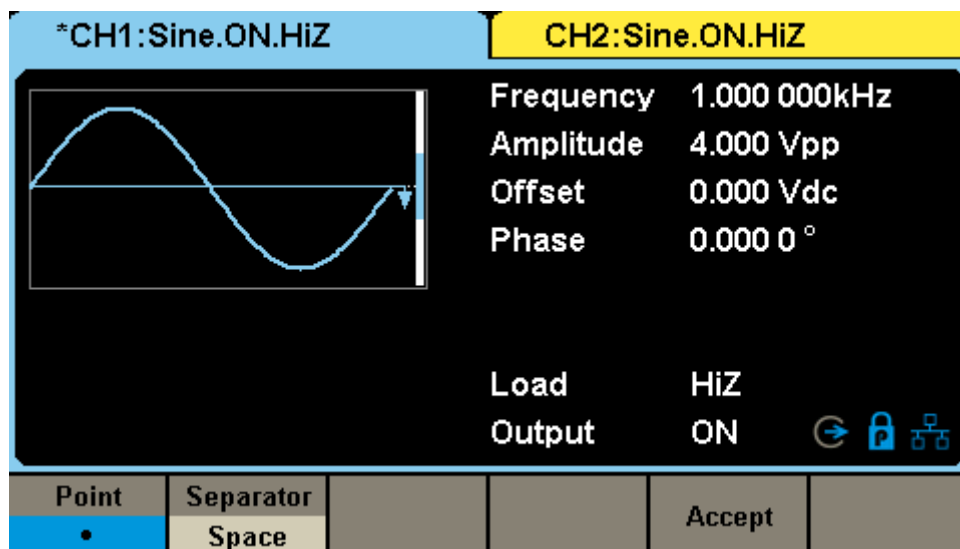 *CH1:Sine.ON.HiZ
CH2:Sine.ON.HiZ
Frequency 1.000 000kHz
Amplitude 4.000 Vpp
Offset 0.000 Vdc
Phase 0.000 0 °
Load HiZ
Output ON
Point Separator
• Space
Accept